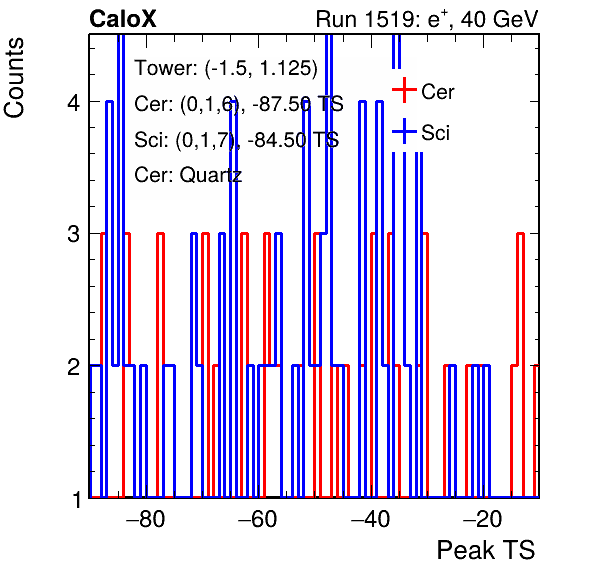 CaloX Run 1519: e⁺, 40 GeV
Counts
Tower: (-1.5, 1.125)
Cer: (0,1,6), -87.50 TS
Sci: (0,1,7), -84.50 TS
Cer: Quartz
Cer
Sci
4
3
2
1
−80 −60 −40 −20
Peak TS